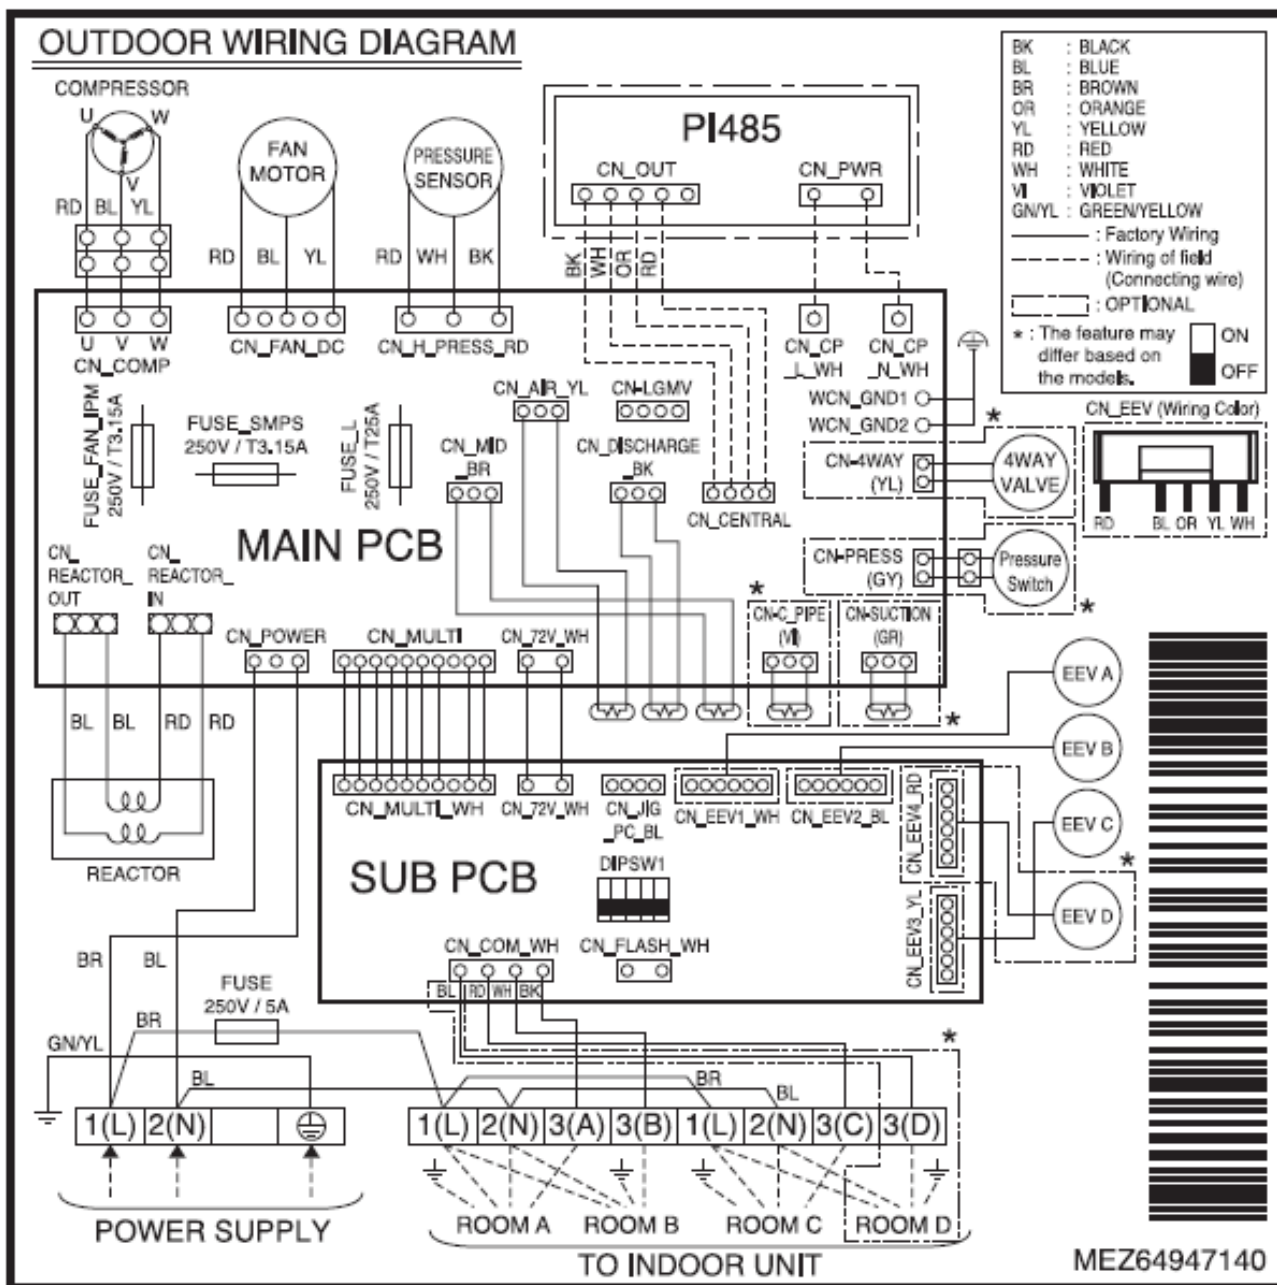 OUTDOOR WIRING DIAGRAM
COMPRESSOR
U W
V
RD BL YL
FAN
MOTOR
RD BL YL
PRESSURE
SENSOR
RD WH BK
PI485
CN_OUT
CN_PWR
BK
WH
OR
RD
BK : BLACK
BL : BLUE
BR : BROWN
OR : ORANGE
YL : YELLOW
RD : RED
WH : WHITE
VI : VIOLET
GN/YL : GREEN/YELLOW
: Factory Wiring
: Wiring of field
(Connecting wire)
: OPTIONAL
* : The feature may
differ based on
the models.
ON
OFF
U V W
CN_COMP
CN_FAN_DC
CN_H_PRESS_RD
CN_CP
_L_WH
CN_CP
_N_WH
CN_AIR_YL
CN-LGMV
WCN_GND1
WCN_GND2
FUSE_FAN_IPM
250V / T3.15A
FUSE_SMPS
250V / T3.15A
FUSE_L
250V / T25A
CN_MID
_BR
CN_DISCHARGE
_BK
CN_CENTRAL
CN-4WAY
(YL)
4WAY
VALVE
*
CN_EEV (Wiring Color)
RD BL OR YL WH
MAIN PCB
CN-PRESS
(GY)
Pressure
Switch
*
CN_
REACTOR_
OUT
CN_
REACTOR_
IN
CN_POWER
CN_MULTI
CN_72V_WH
*
CN-C_PIPE
(VI)
CN-SUCTION
(GR)
*
BL BL RD RD
REACTOR
EEV A
EEV B
EEV C
EEV D
*
CN_MULTI_WH
CN_72V_WH
CN_JIG
_PC_BL
CN_EEV1_WH
CN_EEV2_BL
CN_EEV4_RD
CN_EEV3_YL
SUB PCB
DIPSW1
CN_COM_WH
CN_FLASH_WH
BL RD WH BK
BR BL
FUSE
250V / 5A
BR
GN/YL
BL
BR
BL
*
1(L) 2(N)
1(L) 2(N) 3(A) 3(B) 1(L) 2(N) 3(C) 3(D)
POWER SUPPLY
ROOM A ROOM B ROOM C ROOM D
TO INDOOR UNIT
MEZ64947140